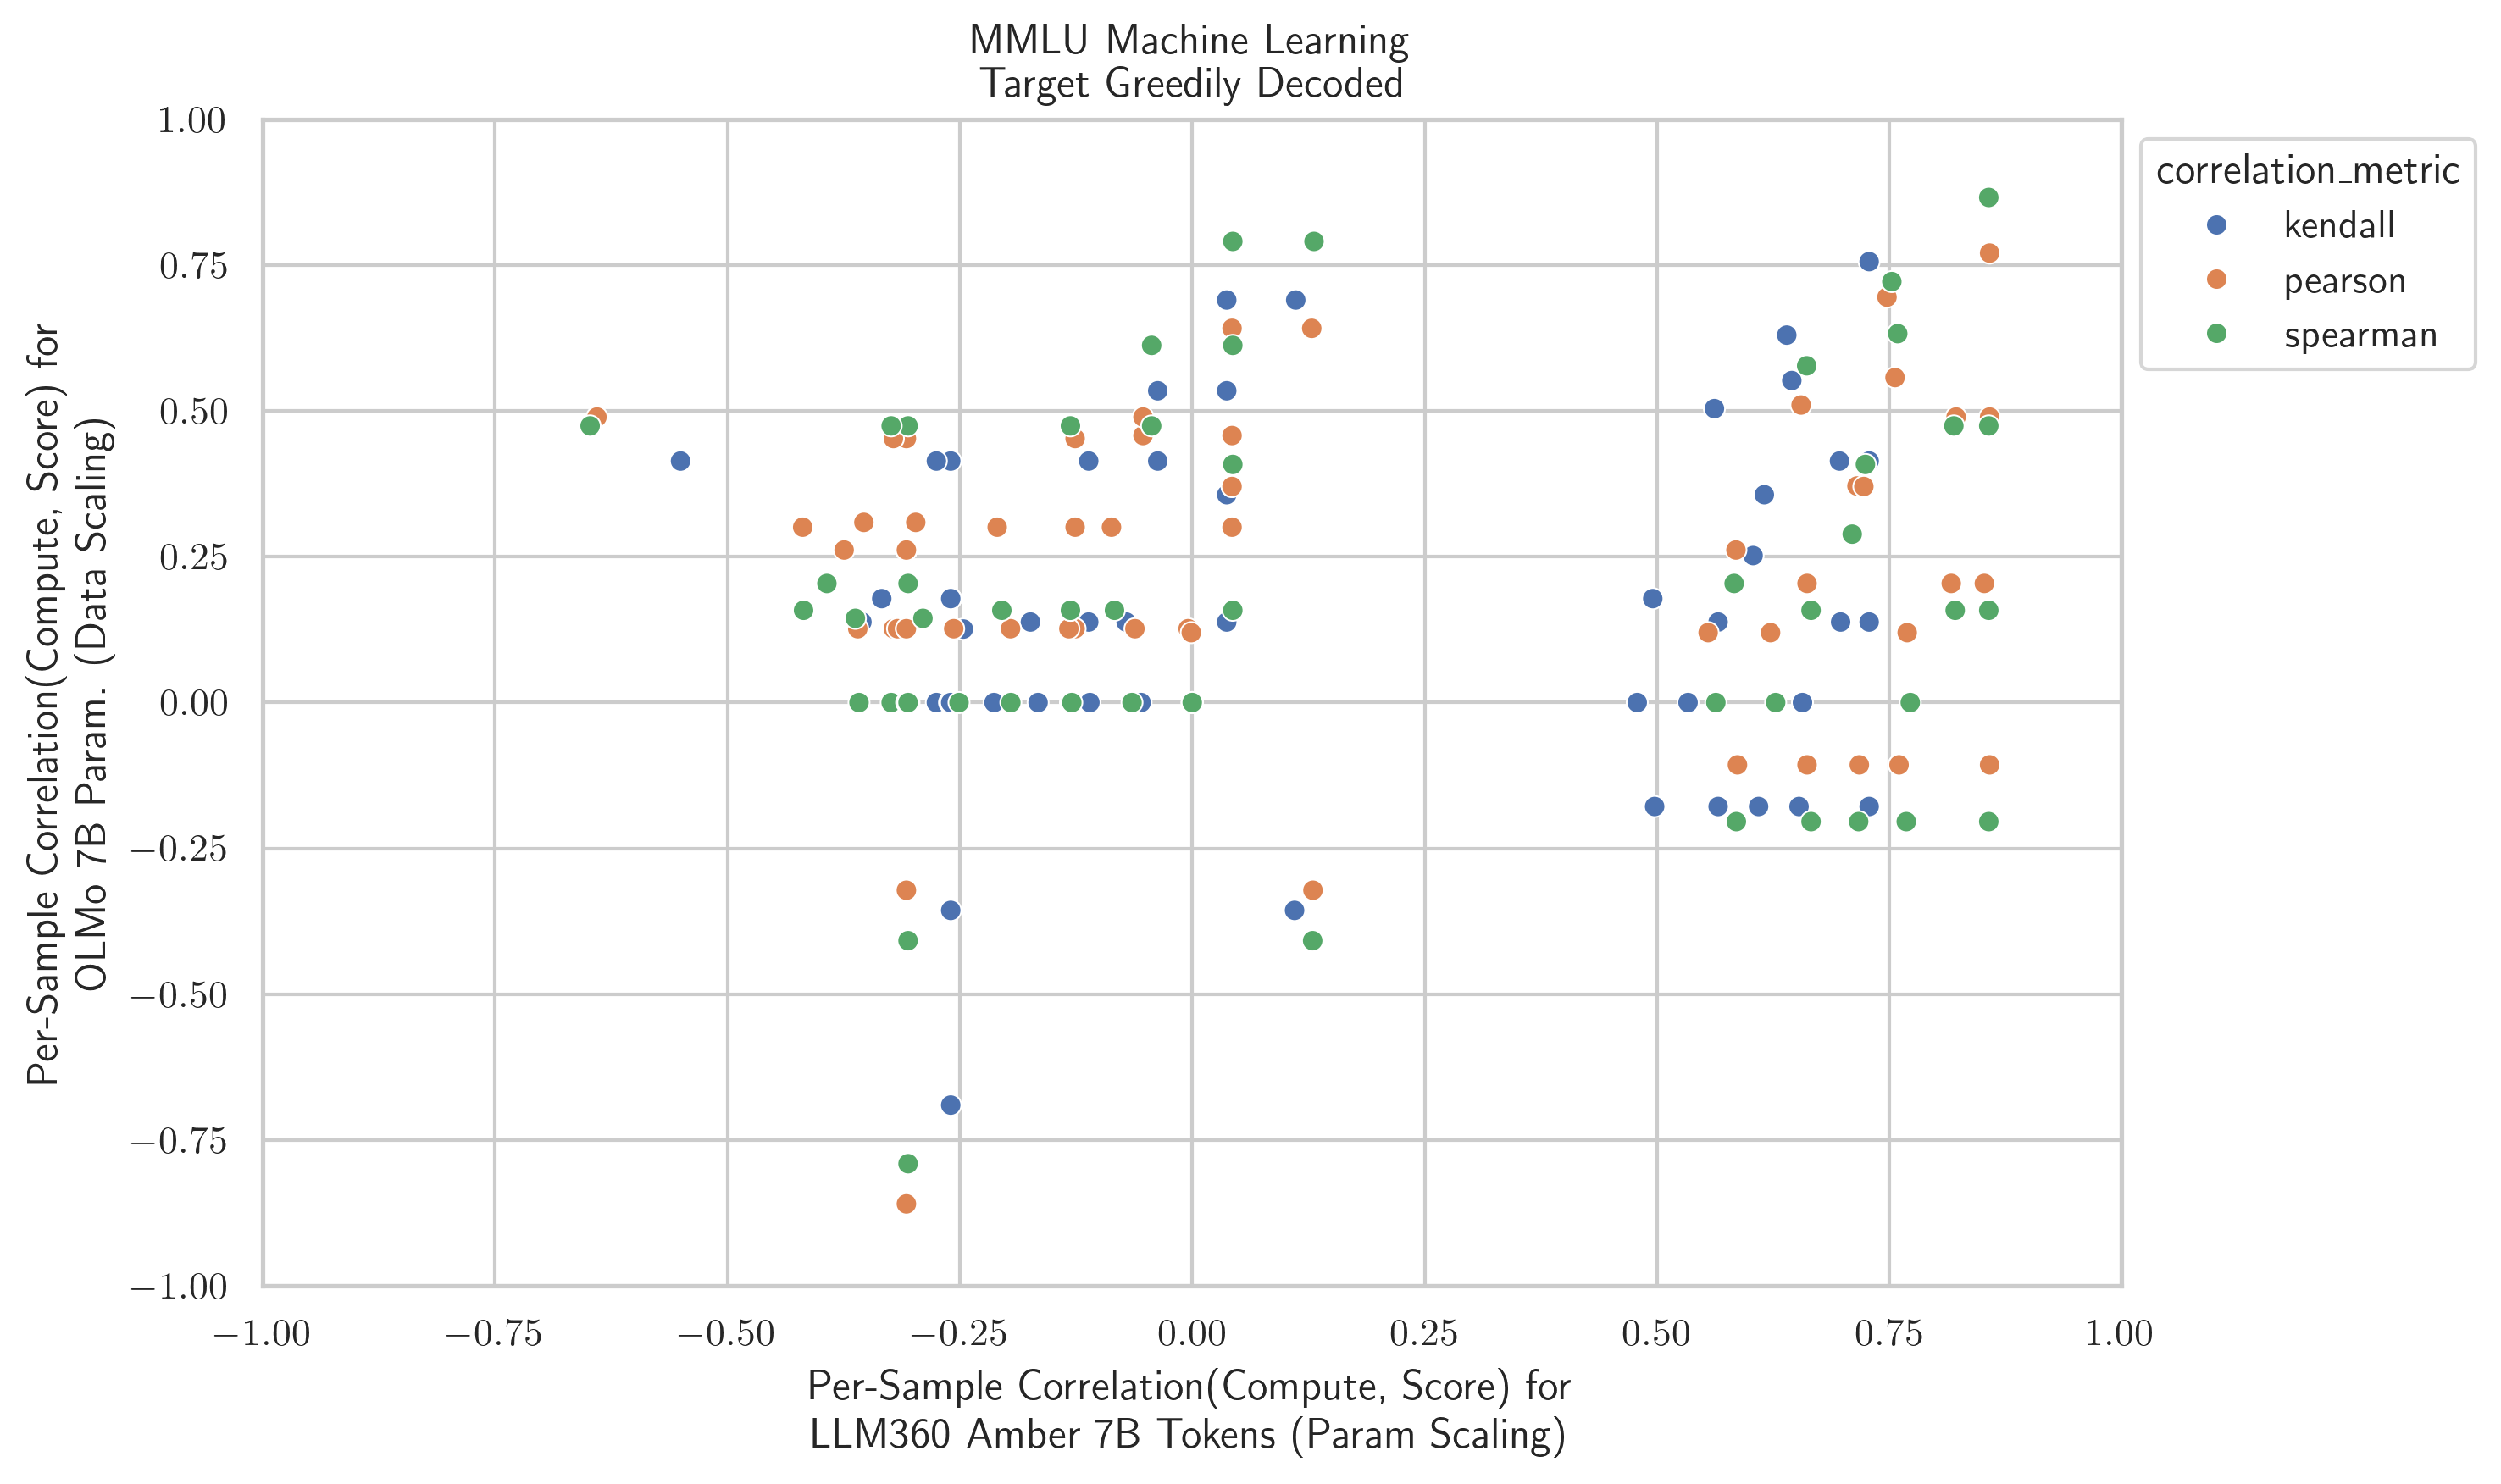 MMLU Machine Learning
Target Greedily Decoded
1.00
0.75
0.50
0.25
0.00
−0.25
−0.50
−0.75
−1.00
Per-Sample Correlation(Compute, Score) for
OLMo 7B Param. (Data Scaling)
correlation_metric
kendall
pearson
spearman
−1.00
−0.75
−0.50
−0.25
0.00
0.25
0.50
0.75
1.00
Per-Sample Correlation(Compute, Score) for
LLM360 Amber 7B Tokens (Param Scaling)